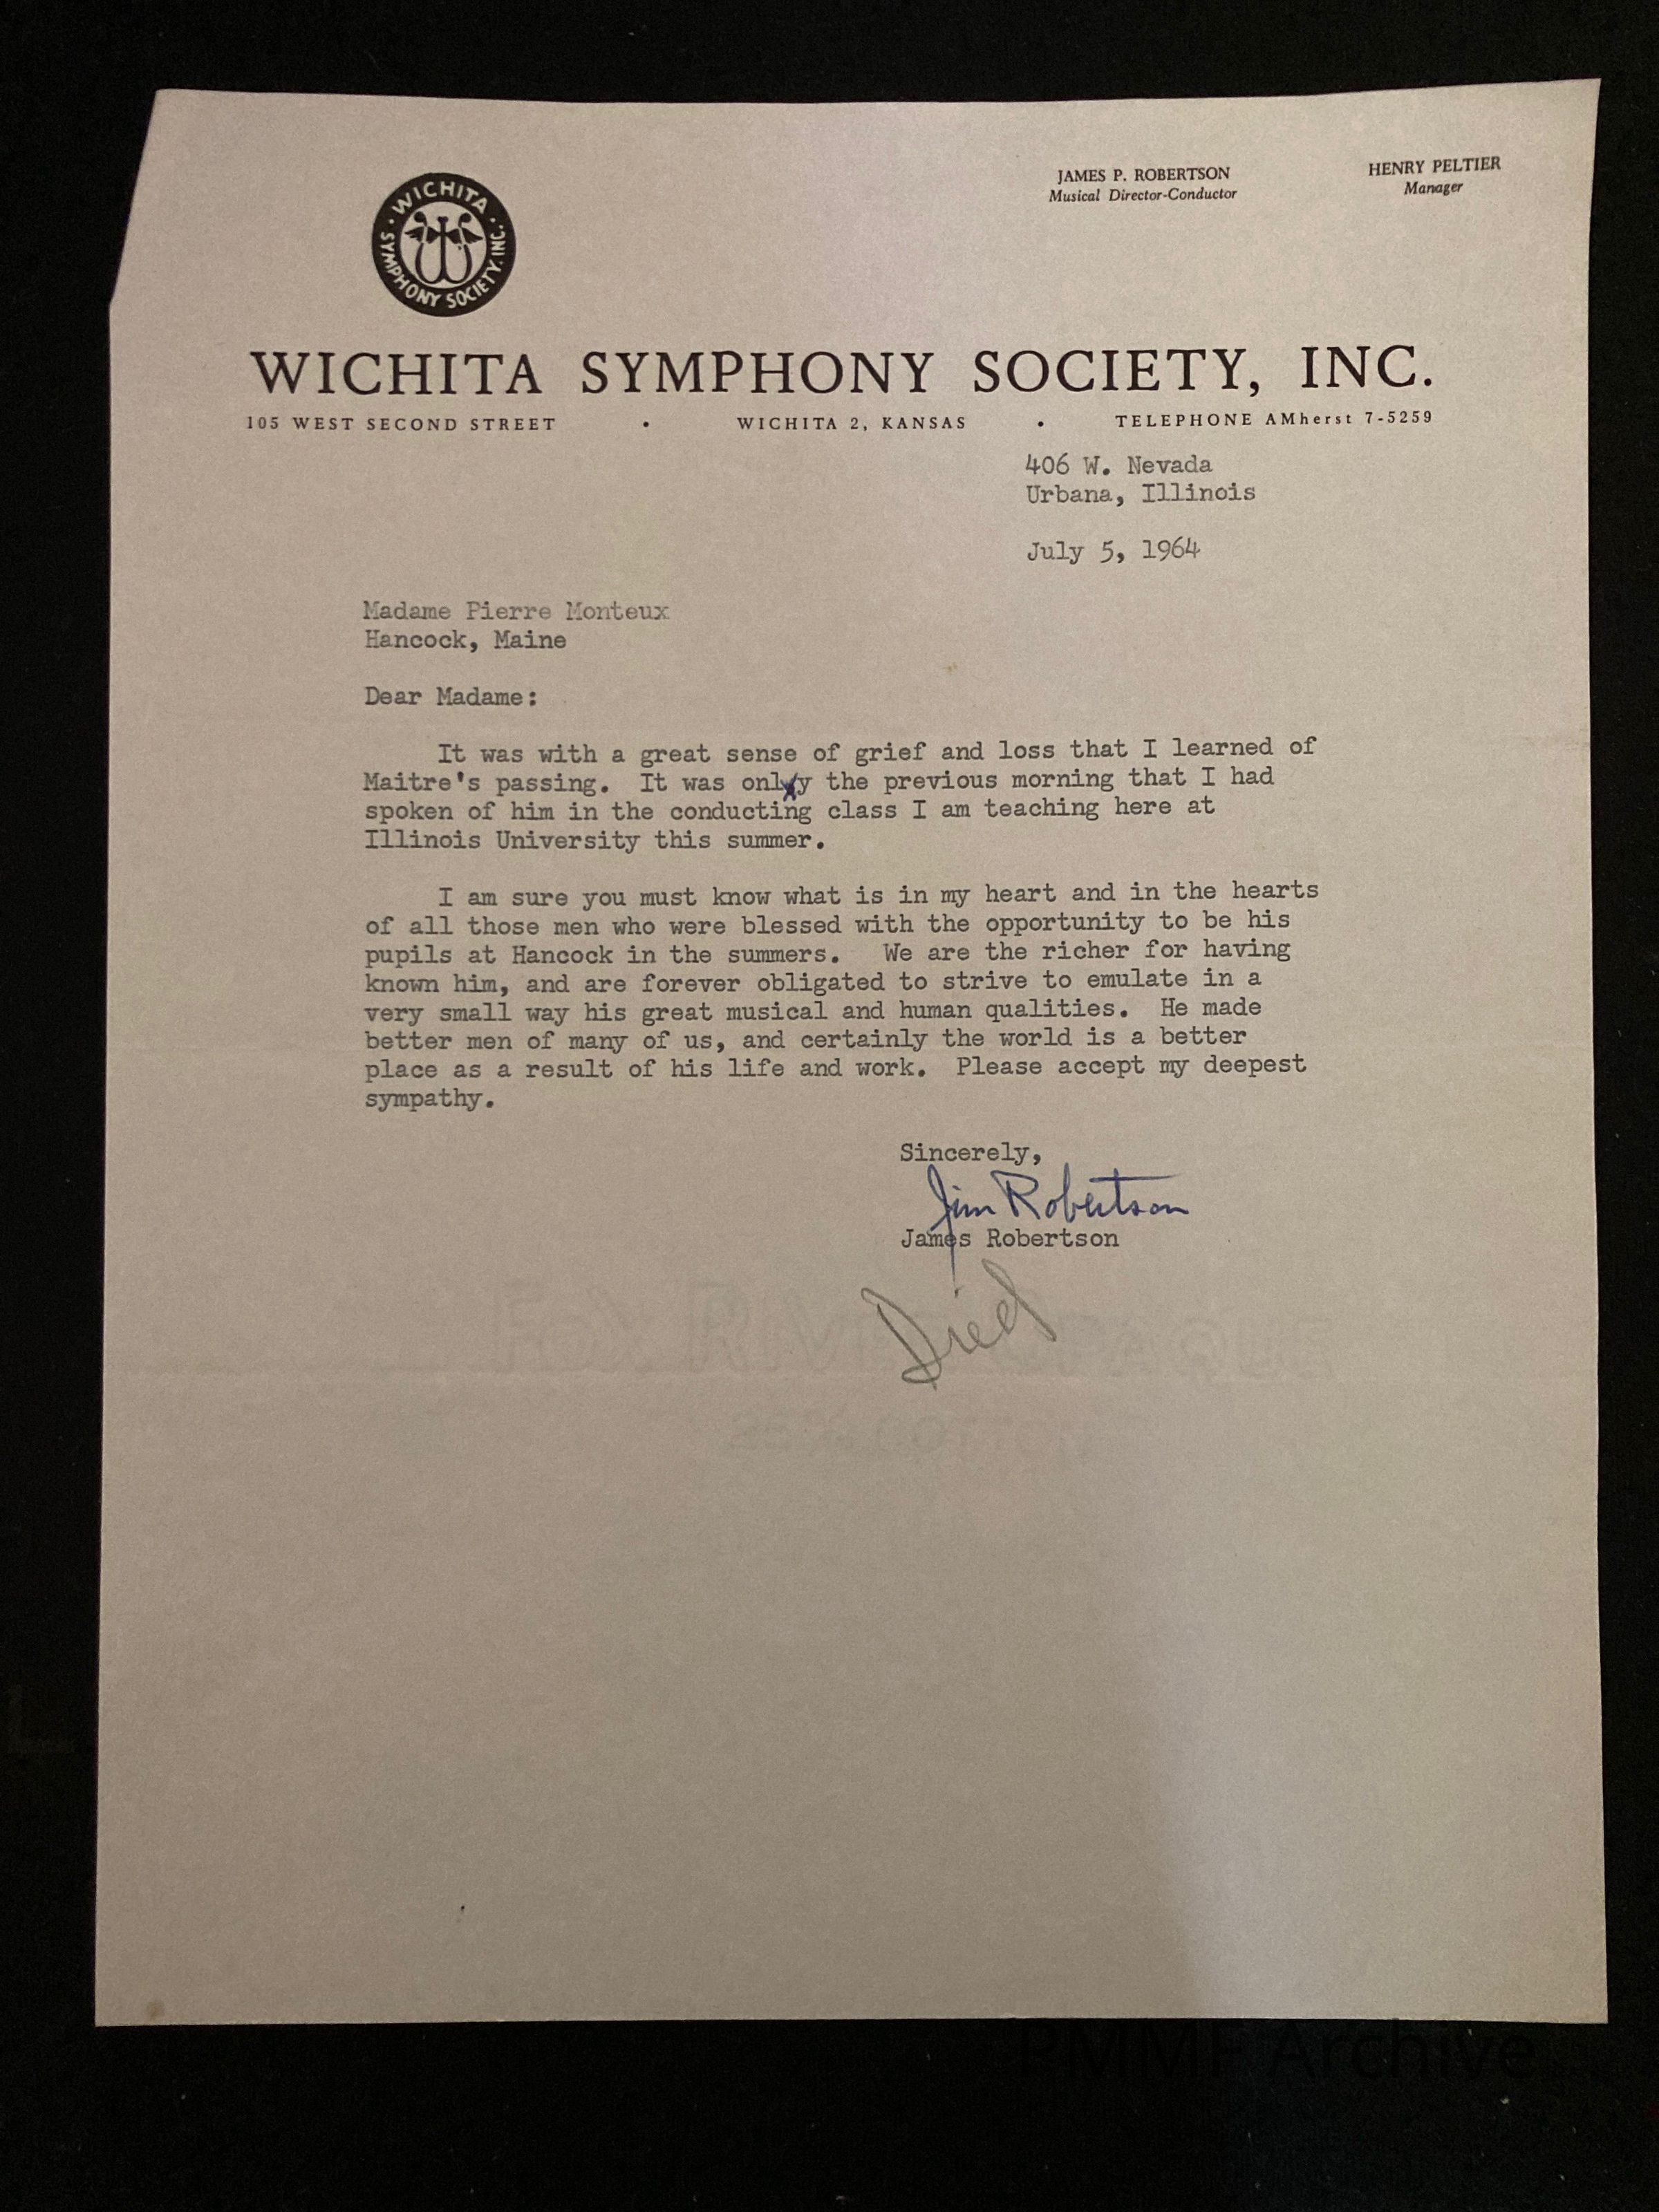 WICHITA SYMPHONY SOCIETY, INC.
JAMES P. ROBERTSON
Musical Director-Conductor
HENRY PELTIER
Manager
WICHITA SYMPHONY SOCIETY, INC.
105 WEST SECOND STREET • WICHITA 2, KANSAS • TELEPHONE AMherst 7-5259
406 W. Nevada
Urbana, Illinois
July 5, 1964
Madame Pierre Monteux
Hancock, Maine
Dear Madame:
It was with a great sense of grief and loss that I learned of
Maitre's passing. It was only the previous morning that I had
spoken of him in the conducting class I am teaching here at
Illinois University this summer.
I am sure you must know what is in my heart and in the hearts
of all those men who were blessed with the opportunity to be his
pupils at Hancock in the summers. We are the richer for having
known him, and are forever obligated to strive to emulate in a
very small way his great musical and human qualities. He made
better men of many of us, and certainly the world is a better
place as a result of his life and work. Please accept my deepest
sympathy.
Sincerely,
Jim Robertson
James Robertson
Dried
PMMF Archive